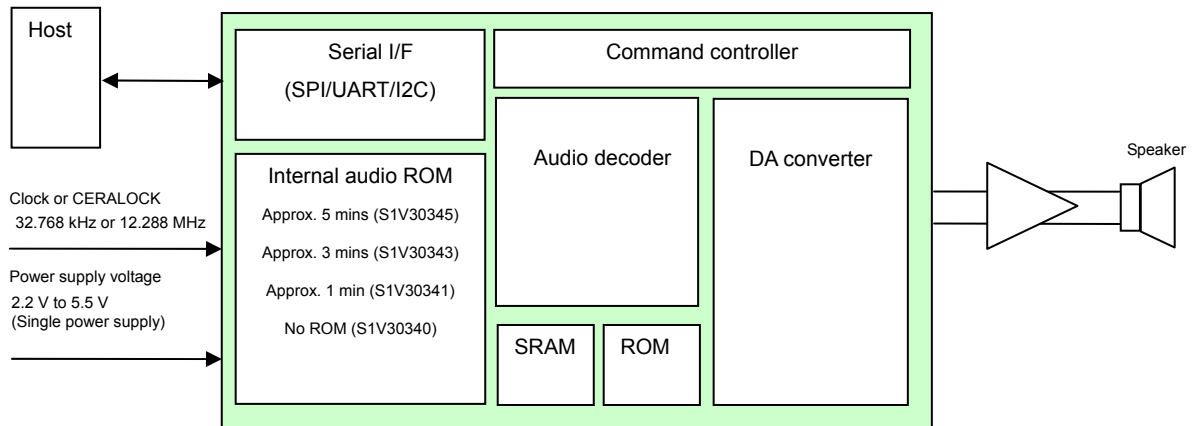 Host
Serial I/F
(SPI/UART/I2C)
Command controller
Internal audio ROM
Approx. 5 mins (S1V30345)
Approx. 3 mins (S1V30343)
Approx. 1 min (S1V30341)
No ROM (S1V30340)
Audio decoder
DA converter
SRAM
ROM
Speaker
Clock or CERALOCK
32.768 kHz or 12.288 MHz
Power supply voltage
2.2 V to 5.5 V
(Single power supply)